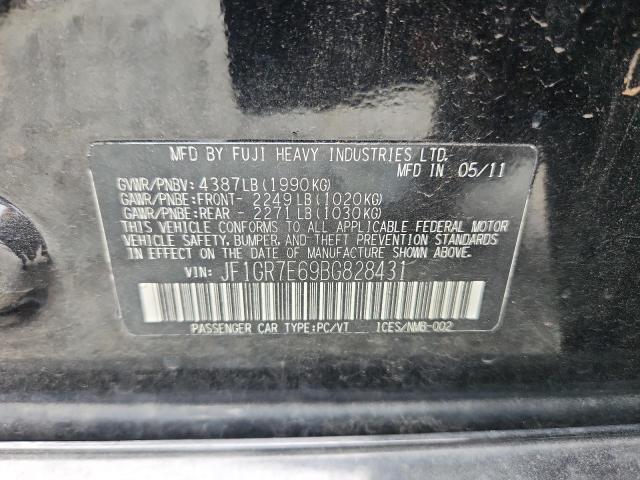 MFD BY FUJI HEAVY INDUSTRIES LTD.
MFD IN 05/11
GVWR/PNBV: 4387LB(1990KG)
GAWR/PNBE:FRONT- 2249LB(1020KG)
GAWR/PNBE:REAR - 2271LB(1030KG)
THIS VEHICLE CONFORMS TO ALL APPLICABLE FEDERAL MOTOR
VEHICLE SAFETY, BUMPER, AND THEFT PREVENTION STANDARDS
IN EFFECT ON THE DATE OF MANUFACTURE SHOWN ABOVE.
VIN: JF1GR7E69BG828431
PASSENGER CAR TYPE:PC/VT ICES/NMB-002